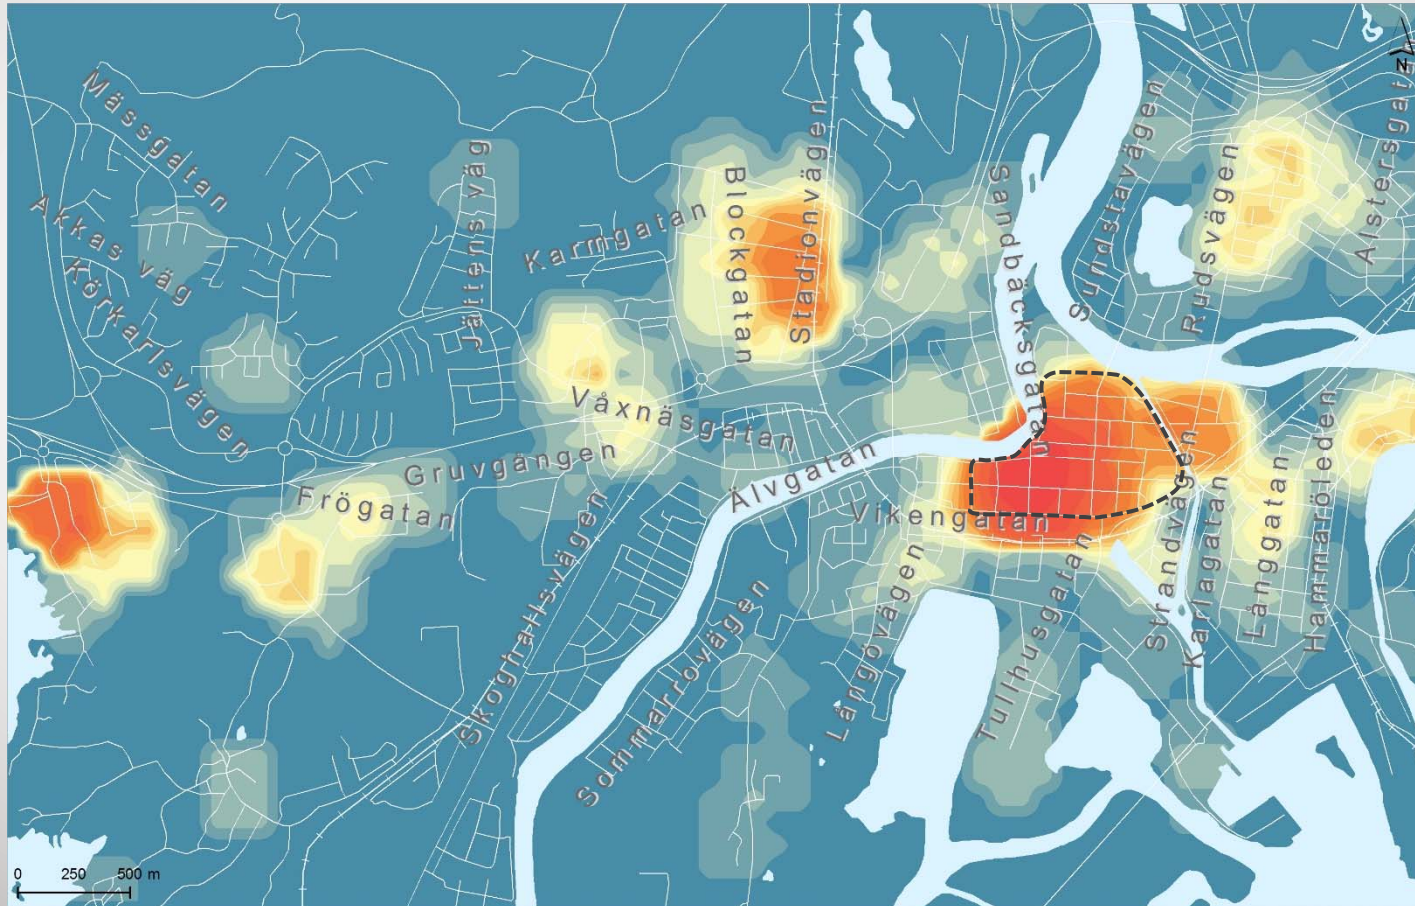 Mässgatan
Akkas väg
Körkarlsvägen
Jättens väg
Karmgatan
Blockgatan
Stadionvägen
Sandbäcksgatan
Sundstavägen
Rudsvägen
Ålstersgatan
N
Våxnäsgatan
Gruvgången
Frögatan
Älvgatan
Vikengatan
Skoghallsvägen
Sommarrovägen
Långövägen
Tullhusgatan
Strandvägen
Karlagatan
Långgatan
Hammaröleden
0 250 500 m